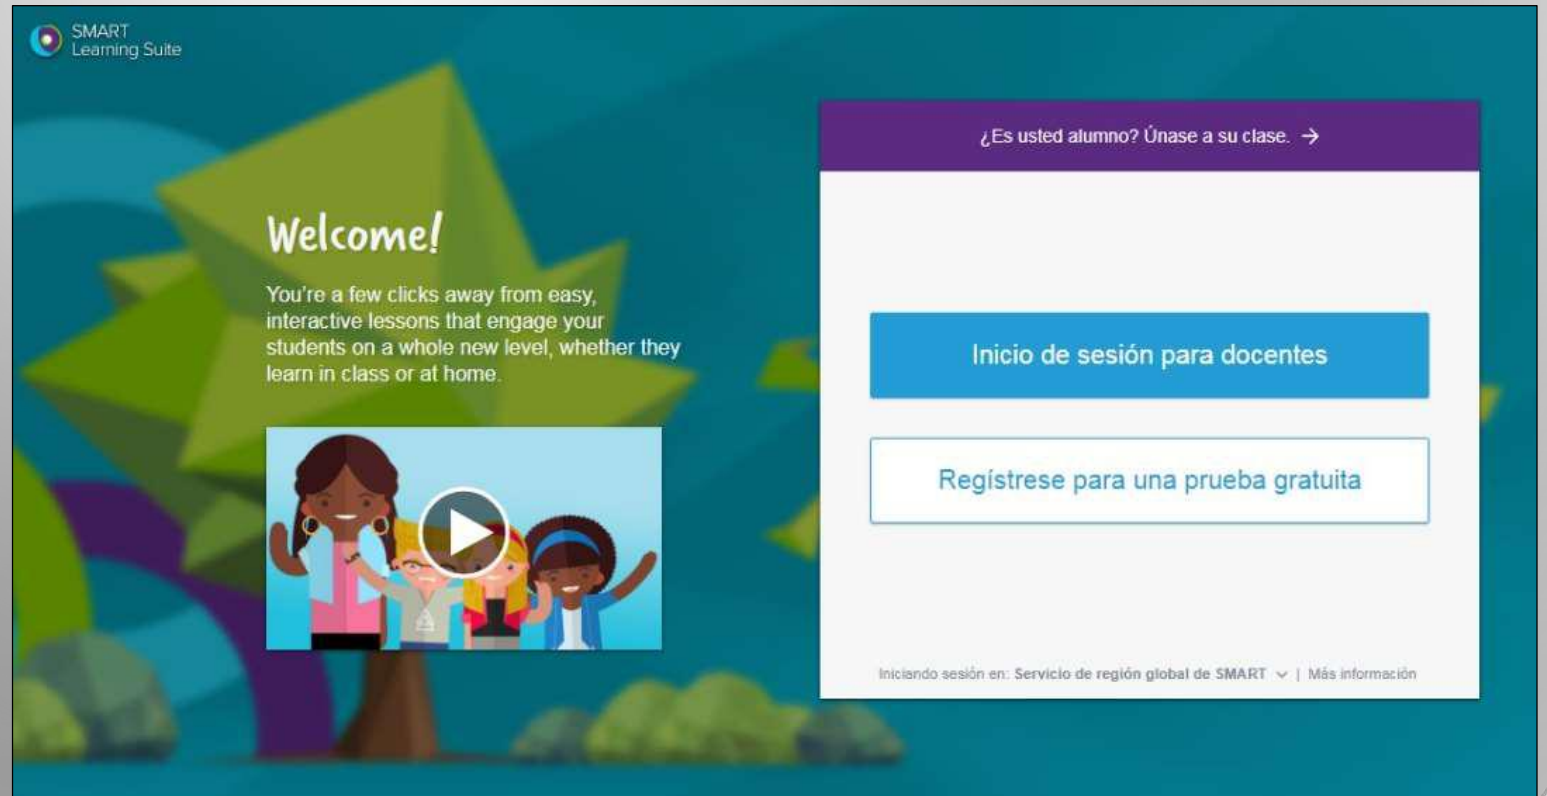 SMART
Learning Suite
¿Es usted alumno? Únase a su clase. →
Welcome!
You're a few clicks away from easy,
interactive lessons that engage your
students on a whole new level, whether they
learn in class or at home.
Inicio de sesión para docentes
Regístrese para una prueba gratuita
Iniciando sesión en: Servicio de región global de SMART | Más información